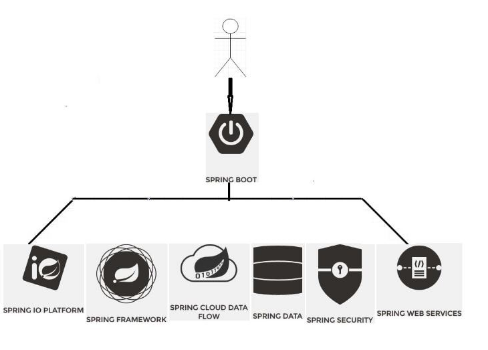 SPRING BOOT
SPRING IO PLATFORM
SPRING FRAMEWORK
SPRING CLOUD DATA
FLOW
SPRING DATA
SPRING SECURITY
SPRING WEB SERVICES